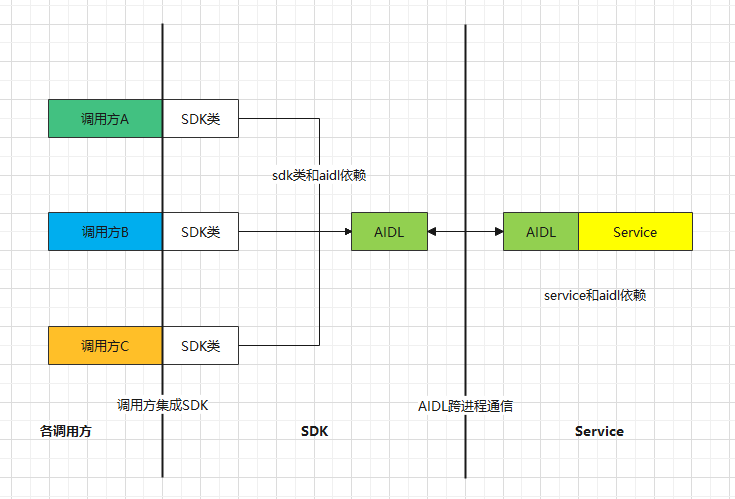 调用方A
SDK类
sdk类和aidl依赖
调用方B
SDK类
AIDL
AIDL
Service
service和aidl依赖
调用方C
SDK类
调用方集成SDK
AIDL跨进程通信
各调用方
SDK
Service